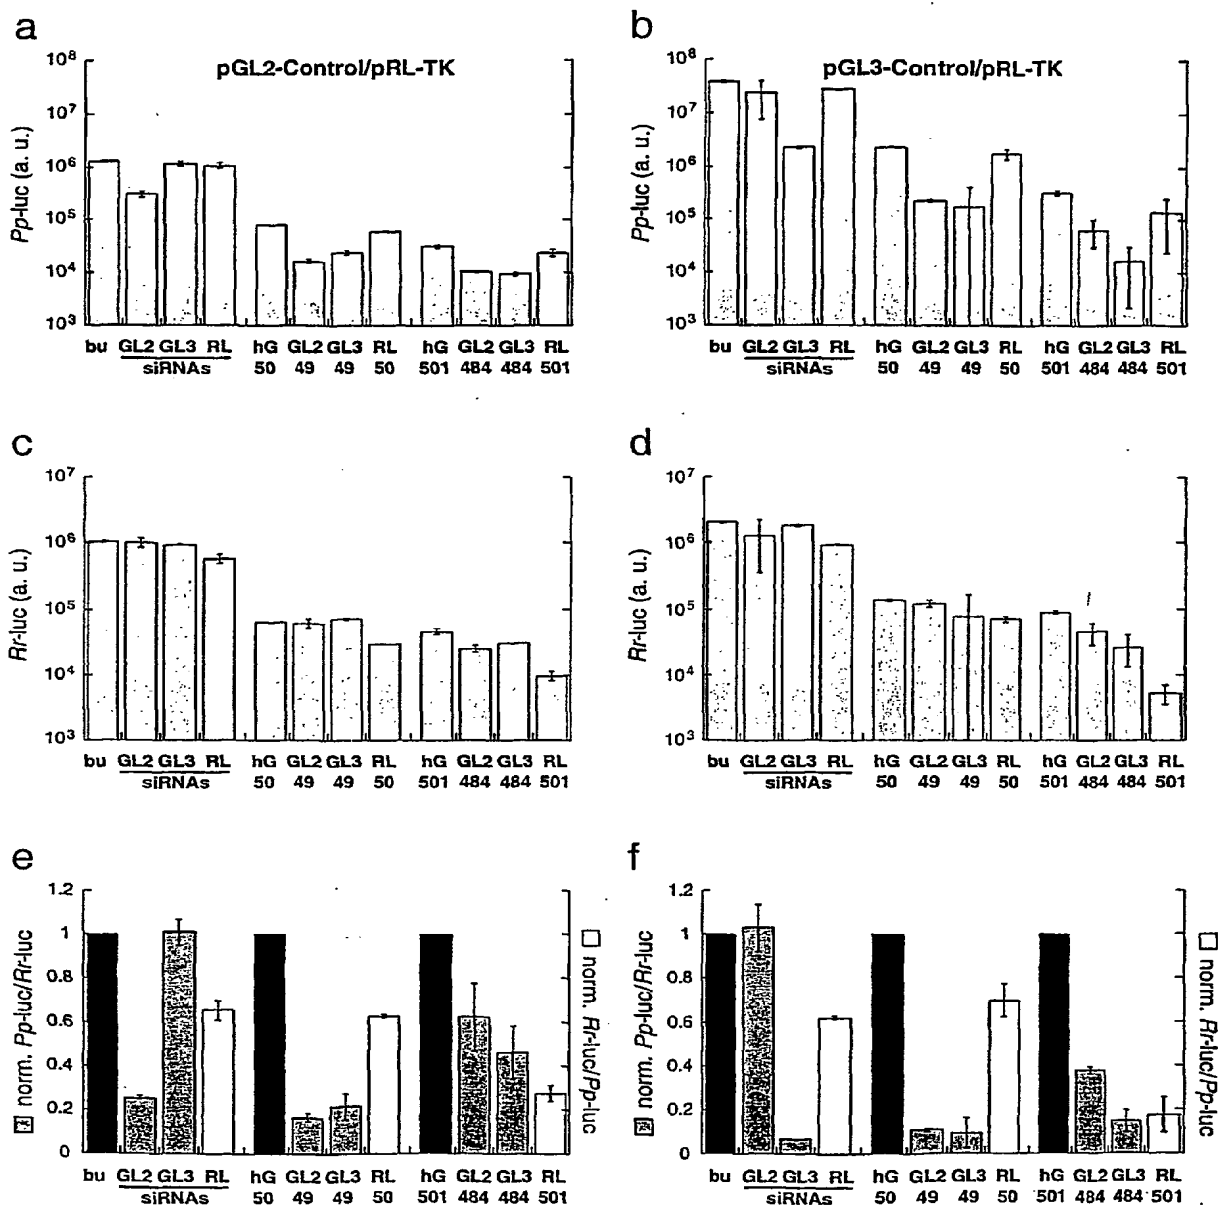 a
pGL2-Control/pRL-TK
10⁸
10⁷
10⁶
10⁵
10⁴
10³
Pp-luc (a. u.)
bu GL2 GL3 RL hG GL2 GL3 RL hG GL2 GL3 RL
siRNAs 50 49 49 50 501 484 484 501
b
pGL3-Control/pRL-TK
10⁸
10⁷
10⁶
10⁵
10⁴
10³
Pp-luc (a. u.)
bu GL2 GL3 RL hG GL2 GL3 RL hG GL2 GL3 RL
siRNAs 50 49 49 50 501 484 484 501
c
10⁷
10⁶
10⁵
10⁴
10³
Rr-luc (a. u.)
bu GL2 GL3 RL hG GL2 GL3 RL hG GL2 GL3 RL
siRNAs 50 49 49 50 501 484 484 501
d
10⁷
10⁶
10⁵
10⁴
10³
Rr-luc (a. u.)
bu GL2 GL3 RL hG GL2 GL3 RL hG GL2 GL3 RL
siRNAs 50 49 49 50 501 484 484 501
e
1.2
1
0.8
0.6
0.4
0.2
0
norm. Pp-luc/Rr-luc
norm. Rr-luc/Pp-luc
bu GL2 GL3 RL hG GL2 GL3 RL hG GL2 GL3 RL
siRNAs 50 49 49 50 501 484 484 501
f
1.2
1
0.8
0.6
0.4
0.2
0
norm. Pp-luc/Rr-luc
norm. Rr-luc/Pp-luc
bu GL2 GL3 RL hG GL2 GL3 RL hG GL2 GL3 RL
siRNAs 50 49 49 50 501 484 484 501